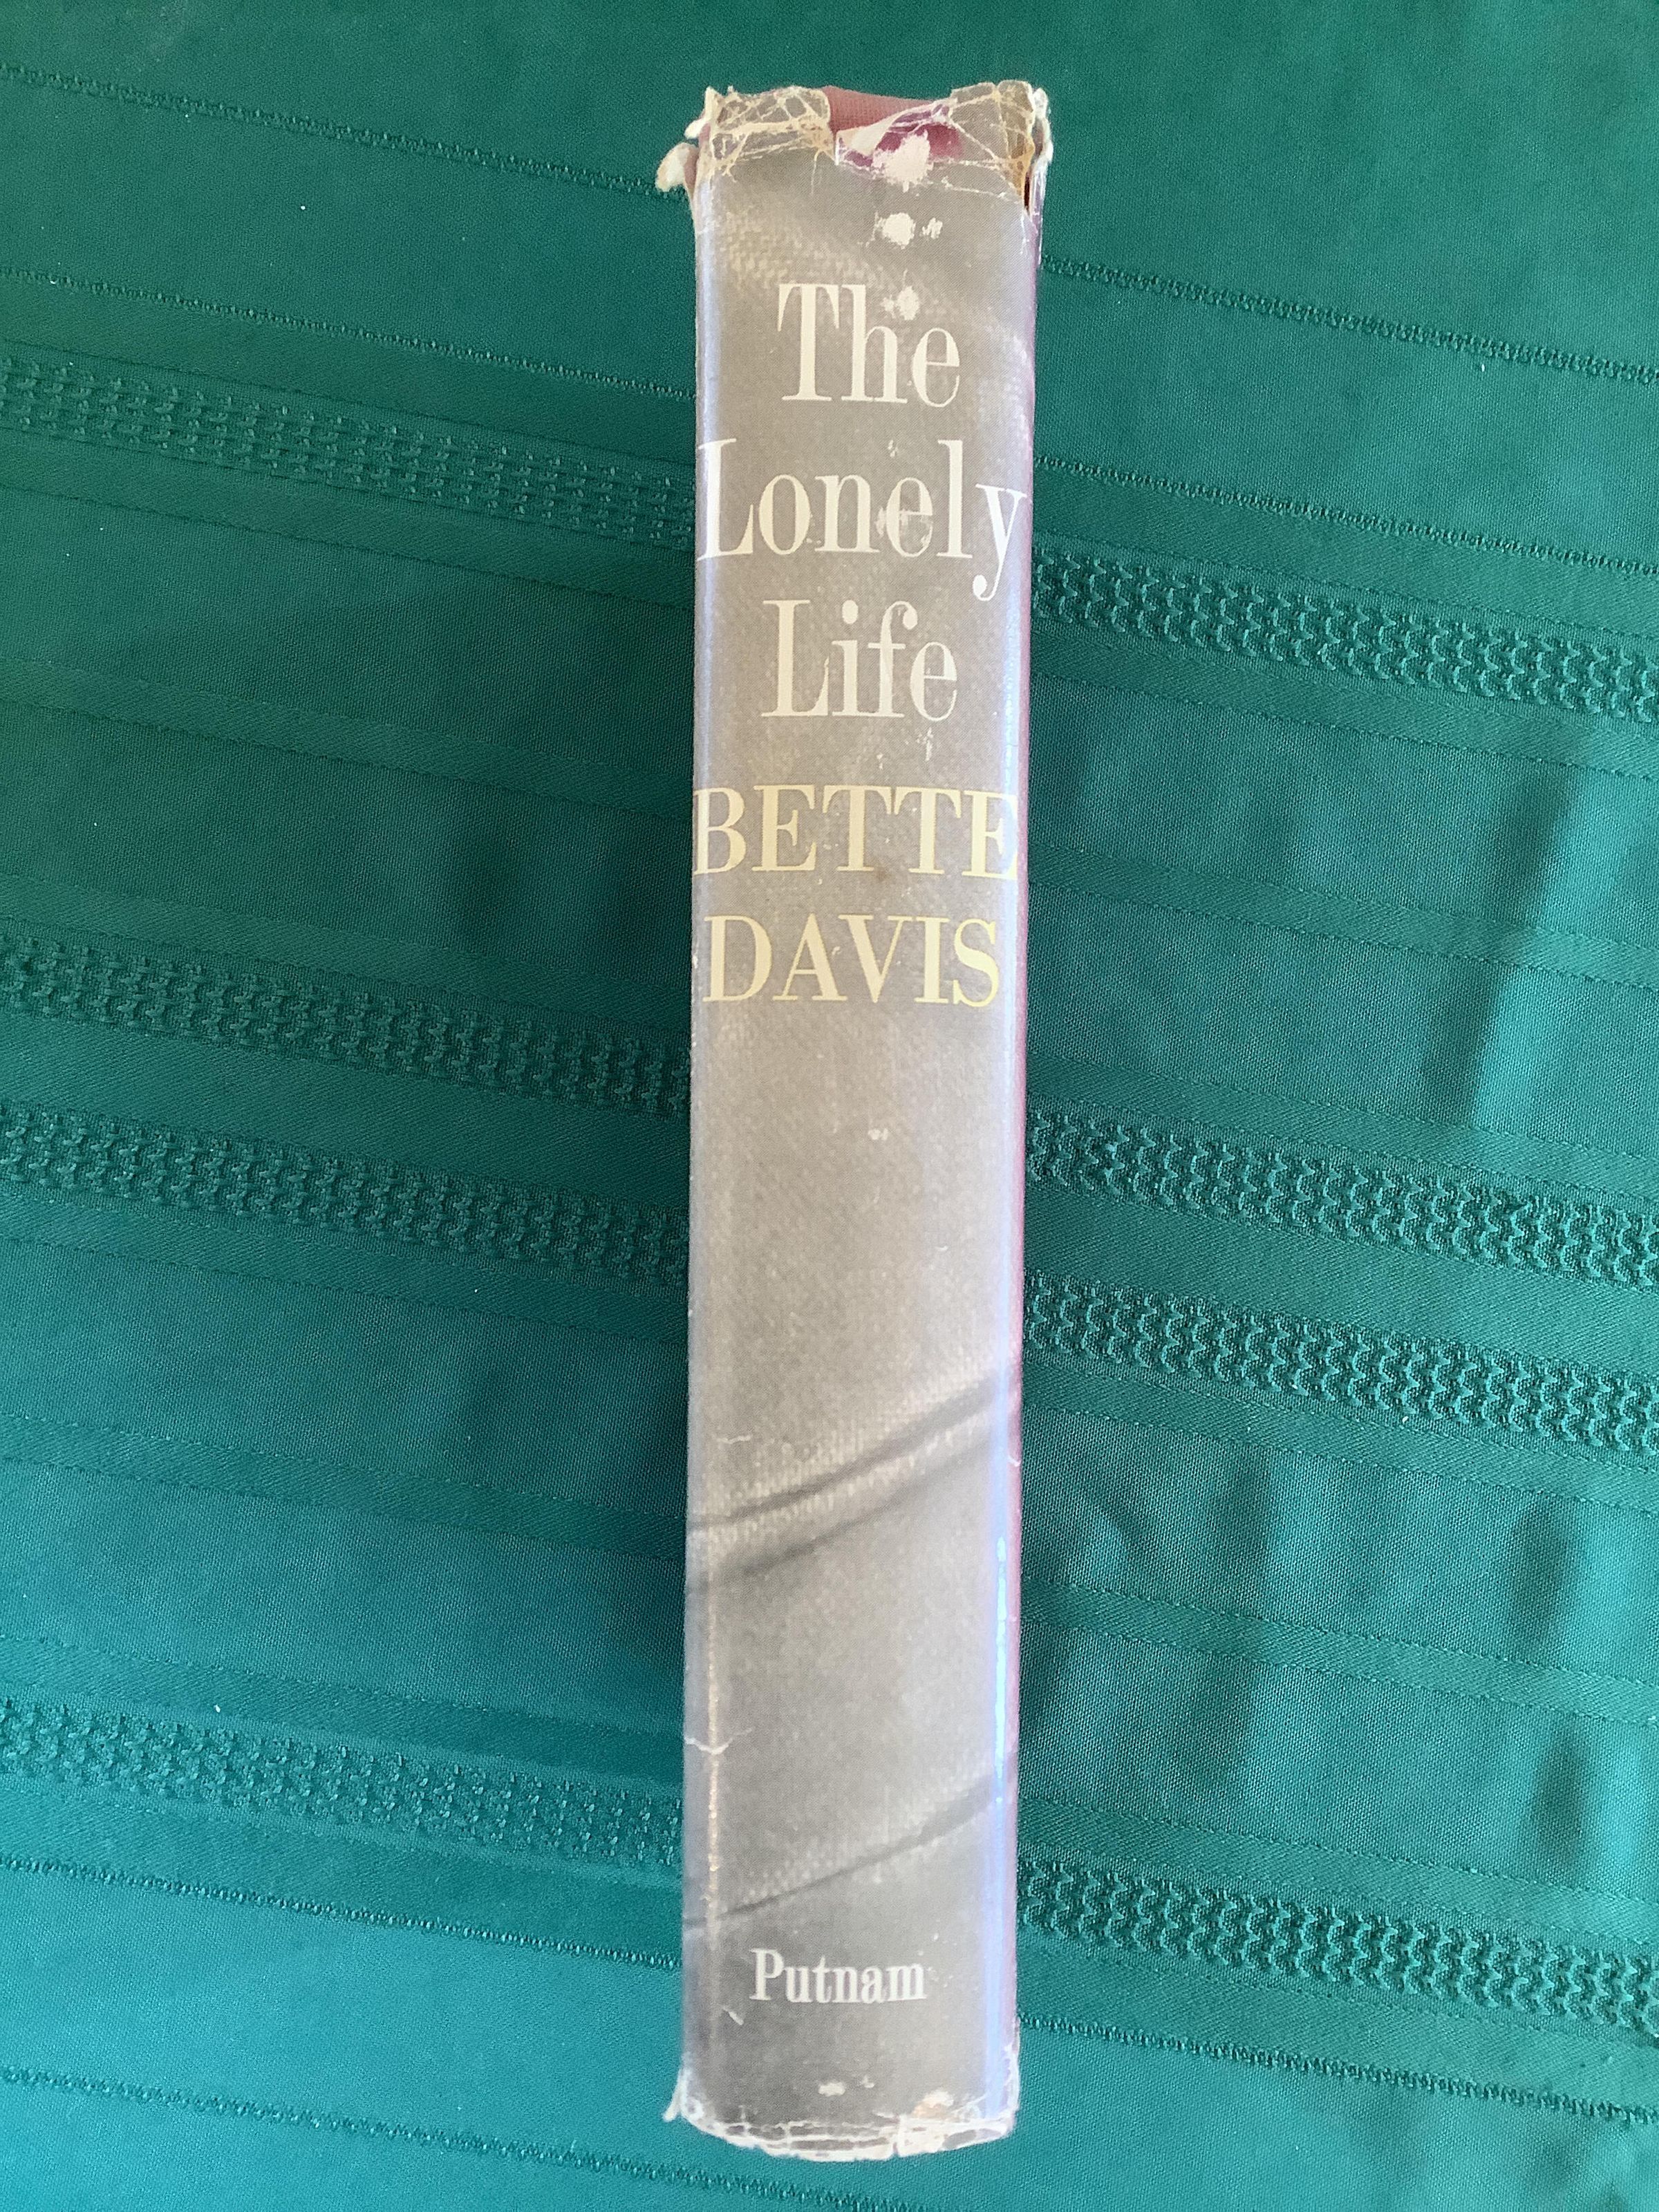 The
Lonely
Life
BETTE
DAVIS
Putnam